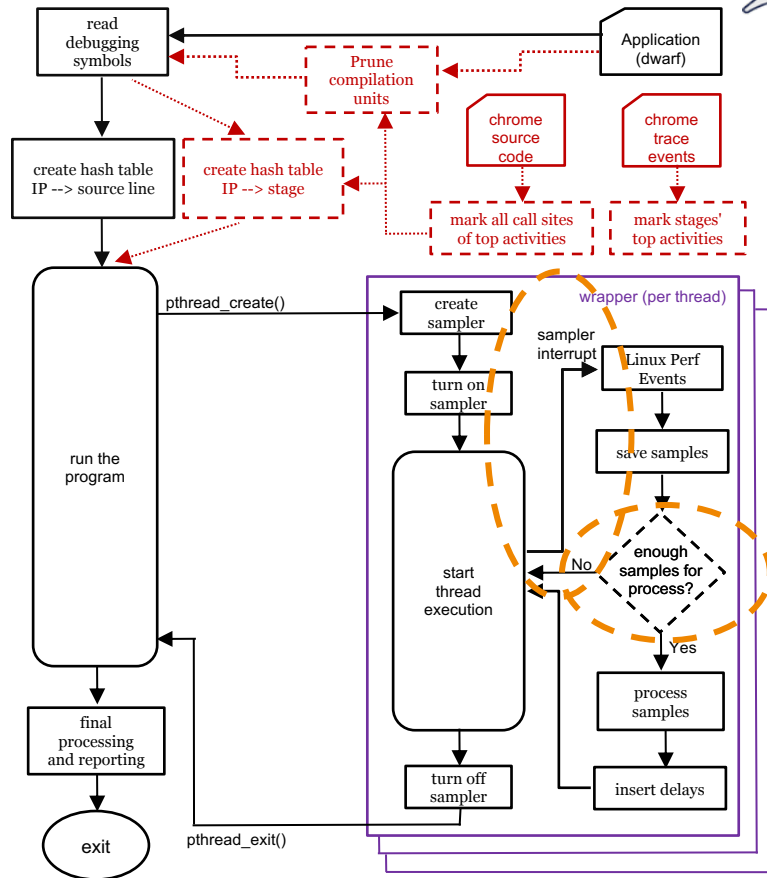 read
debugging
symbols
Application
(dwarf)
Prune
compilation
units
chrome
source
code
chrome
trace
events
create hash table
IP --> source line
create hash table
IP --> stage
mark all call sites
of top activities
mark stages'
top activities
wrapper (per thread)
pthread_create()
create
sampler
sampler
interrupt
Linux Perf
Events
turn on
sampler
save samples
run the
program
enough
samples for
process?
No
start
thread
execution
Yes
process
samples
final
processing
and reporting
turn off
sampler
insert delays
pthread_exit()
exit